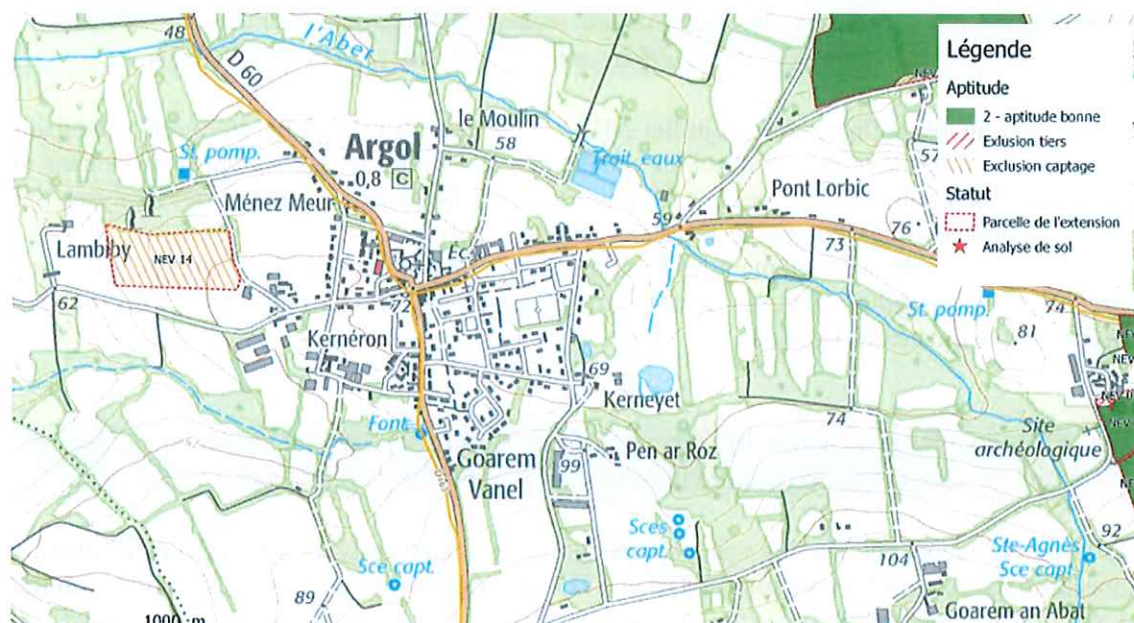 48
l'Aber
D 60
le Moulin
58
Argol
0,8 C
St. pomp.
Trait. eaux
Ménez Meur
Pont Lorbic
57
59
76
73
Lambiby
NEV 14
Éc.
62
72
St. pomp.
74
81
Kernéron
69
Kerneyet
74
Font.
Site
archéologique
Goarem
Vanel
99
Pen ar Roz
Sces
capt.
Sce capt.
104
92
Ste-Agnès
Sce capt.
89
1000 m
Goarem an Abat
Légende
Aptitude
2 - aptitude bonne
Exlusion tiers
Exclusion captage
Statut
Parcelle de l'extension
Analyse de sol